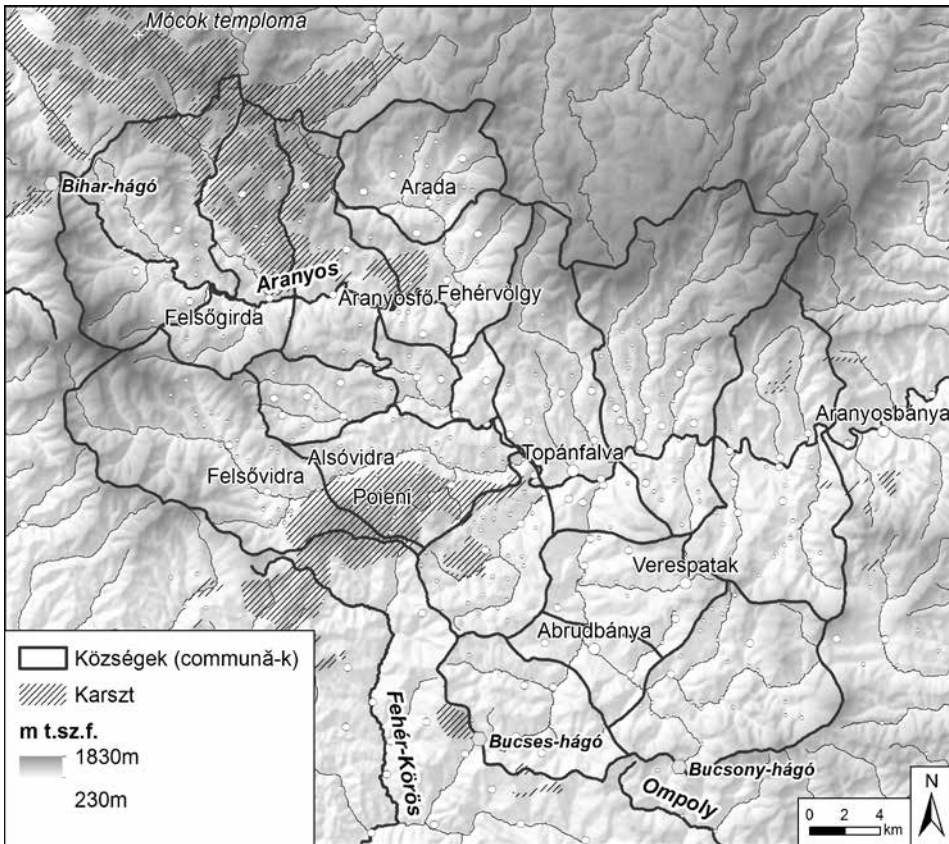 Mócok temploma
Bihar-hágó
Arada
Aranyos
Aranyosfő
Fehérvölgy
Felsőgirda
Aranyosbánya
Alsóvidra
Topánfalva
Felsővidra
Poieni
Verespatak
Abrudbánya
Községek (commună-k)
Karszt
m t.sz.f.
1830m
230m
Fehér-Körös
Bucses-hágó
Bucsony-hágó
Ompoly
N
0 2 4
km